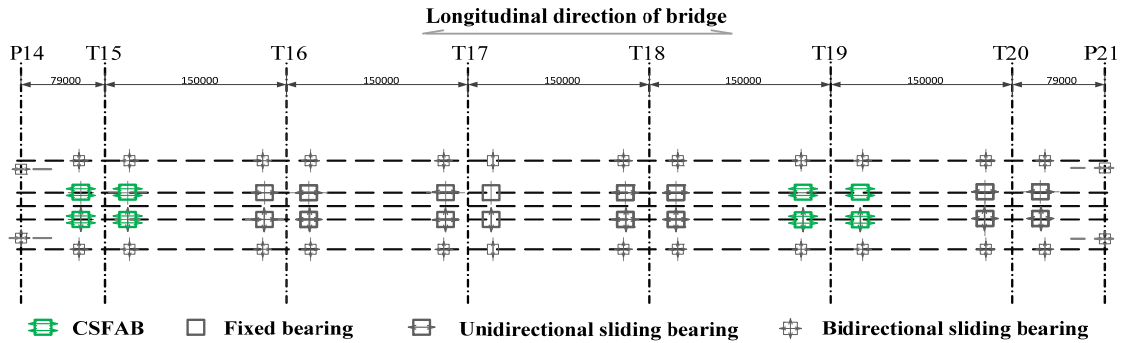 Longitudinal direction of bridge
P14 T15 T16 T17 T18 T19 T20 P21
79000 150000 150000 150000 150000 150000 79000
CSFAB Fixed bearing Unidirectional sliding bearing Bidirectional sliding bearing